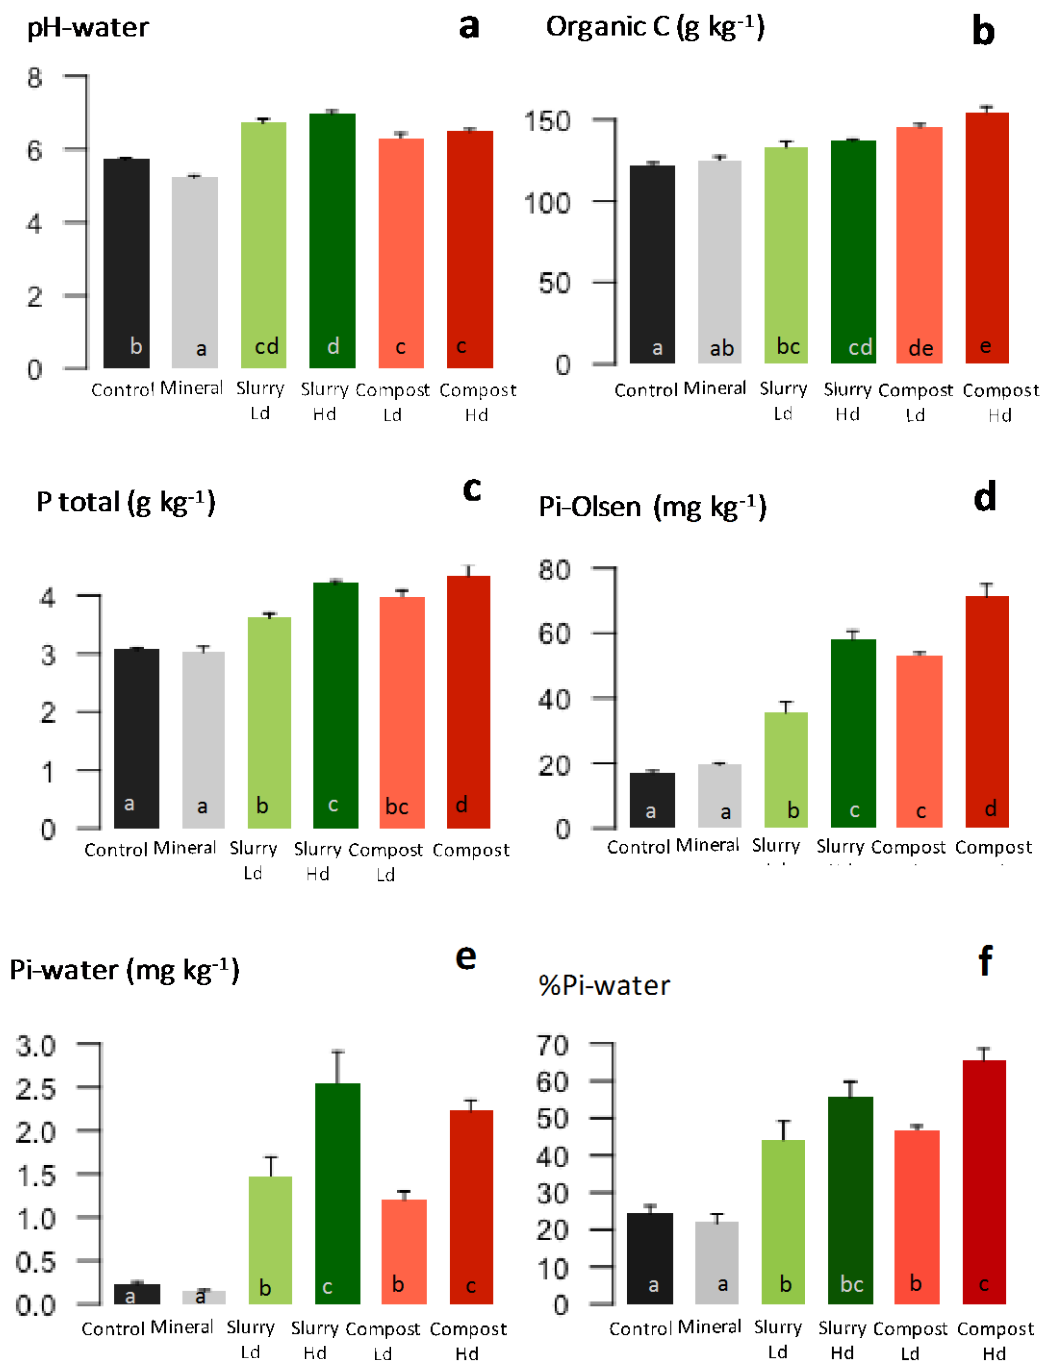 pH-water a
8
6
4
2
0
b a cd d c c
Control Mineral Slurry Slurry Compost Compost
Ld Hd Ld Hd
Organic C (g kg-1) b
150
100
50
0
a ab bc cd de e
Control Mineral Slurry Slurry Compost Compost
Ld Hd Ld Hd
P total (g kg-1) c
4
3
2
1
0
a a b c bc d
Control Mineral Slurry Slurry Compost Compost
Ld Hd Ld
Pi-Olsen (mg kg-1) d
80
60
40
20
0
a a b c c d
Control Mineral Slurry Slurry Compost Compost
Pi-water (mg kg-1) e
3.0
2.5
2.0
1.5
1.0
0.5
0.0
a a b c b c
Control Mineral Slurry Slurry Compost Compost
Ld Hd Ld Hd
%Pi-water f
70
60
50
40
30
20
10
0
a a b bc b c
Control Mineral Slurry Slurry Compost Compost
Ld Hd Ld Hd